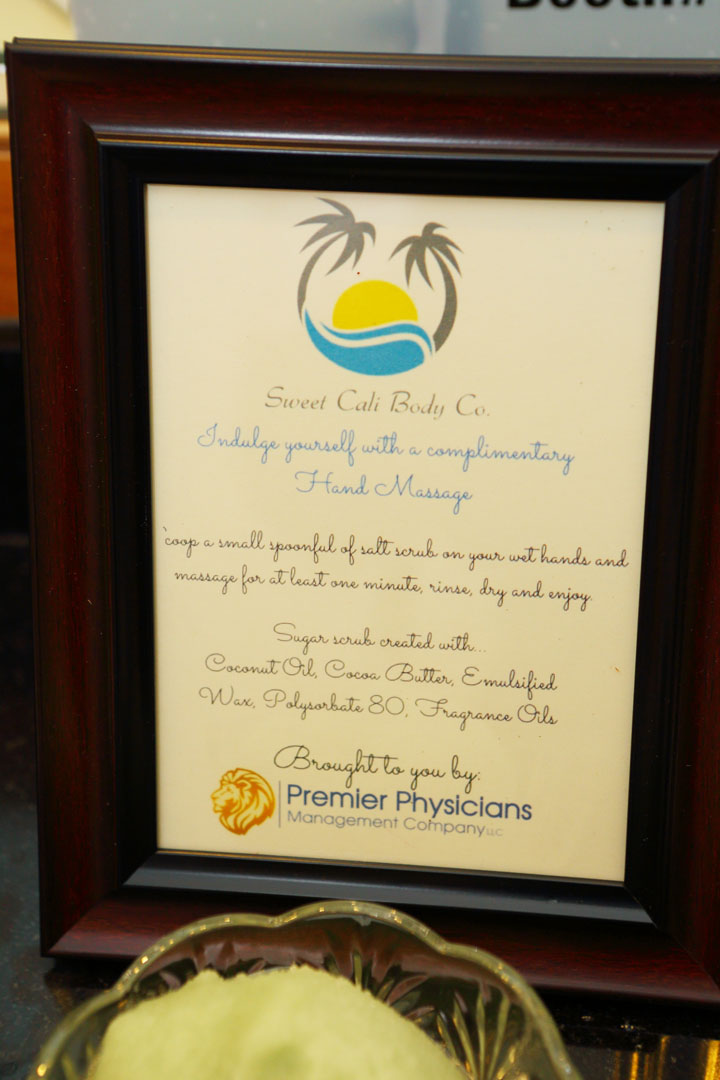 Sweet Cali Body Co.
Indulge yourself with a complimentary
Hand Massage
coop a small spoonful of salt scrub on your wet hands and
massage for at least one minute, rinse, dry and enjoy.
Sugar scrub created with...
Coconut Oil, Cocoa Butter, Emulsified
Wax, Polysorbate 80, Fragrance Oils
Brought to you by:
Premier Physicians
Management Company LLC